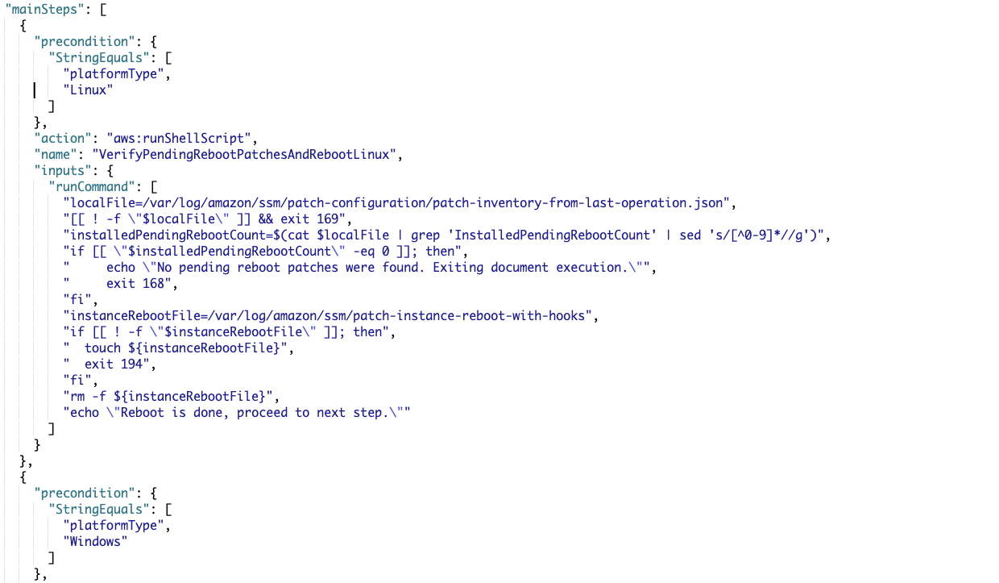 "mainSteps": [
{
"precondition": {
"StringEquals": [
"platformType",
"Linux"
]
},
"action": "aws:runShellScript",
"name": "VerifyPendingRebootPatchesAndRebootLinux",
"inputs": {
"runCommand": [
"localFile=/var/log/amazon/ssm/patch-configuration/patch-inventory-from-last-operation.json",
"[[ ! -f \"$localFile\" ]] && exit 169",
"installedPendingRebootCount=$(cat $localFile | grep 'InstalledPendingRebootCount' | sed 's/[^0-9]*//g')",
"if [[ \"$installedPendingRebootCount\" -eq 0 ]]; then",
"     echo \"No pending reboot patches were found. Exiting document execution.\"",
"     exit 168",
"fi",
"instanceRebootFile=/var/log/amazon/ssm/patch-instance-reboot-with-hooks",
"if [[ ! -f \"$instanceRebootFile\" ]]; then",
"  touch ${instanceRebootFile}",
"  exit 194",
"fi",
"rm -f ${instanceRebootFile}",
"echo \"Reboot is done, proceed to next step.\""
]
}
},
{
"precondition": {
"StringEquals": [
"platformType",
"Windows"
]
},